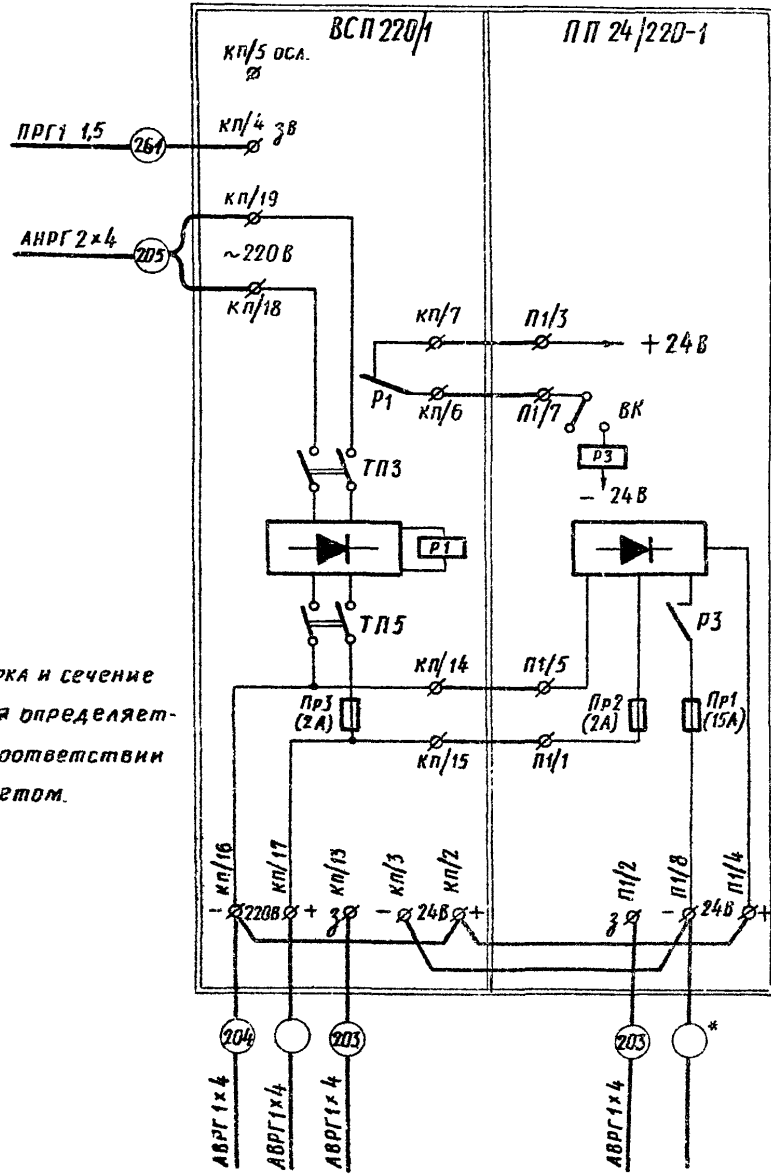 ВСП 220/1
ПП 24/220-1
КП/5 осл.
ПРГ1 1,5
261
КП/4 ЗВ
КП/19
АНРГ 2×4
205
~220 В
КП/18
КП/7
П1/3
+ 24 В
Р1
КП/6
П1/7
ВК
Р3
- 24 В
ТП3
Р1
ТП5
Р3
КП/14
П1/5
Пр3
(2А)
Пр2
(2А)
Пр1
(15А)
КП/15
П1/1
рка и сечение
я определяет-
оответствии
етом.
КП/16
КП/17
КП/13
КП/3
КП/2
П1/2
П1/8
П1/4
- 220В + З - 24В +
З - 24В +
204
203
203
*
АВРГ 1×4
АВРГ 1×4
АВРГ 1×4
АВРГ 1×4